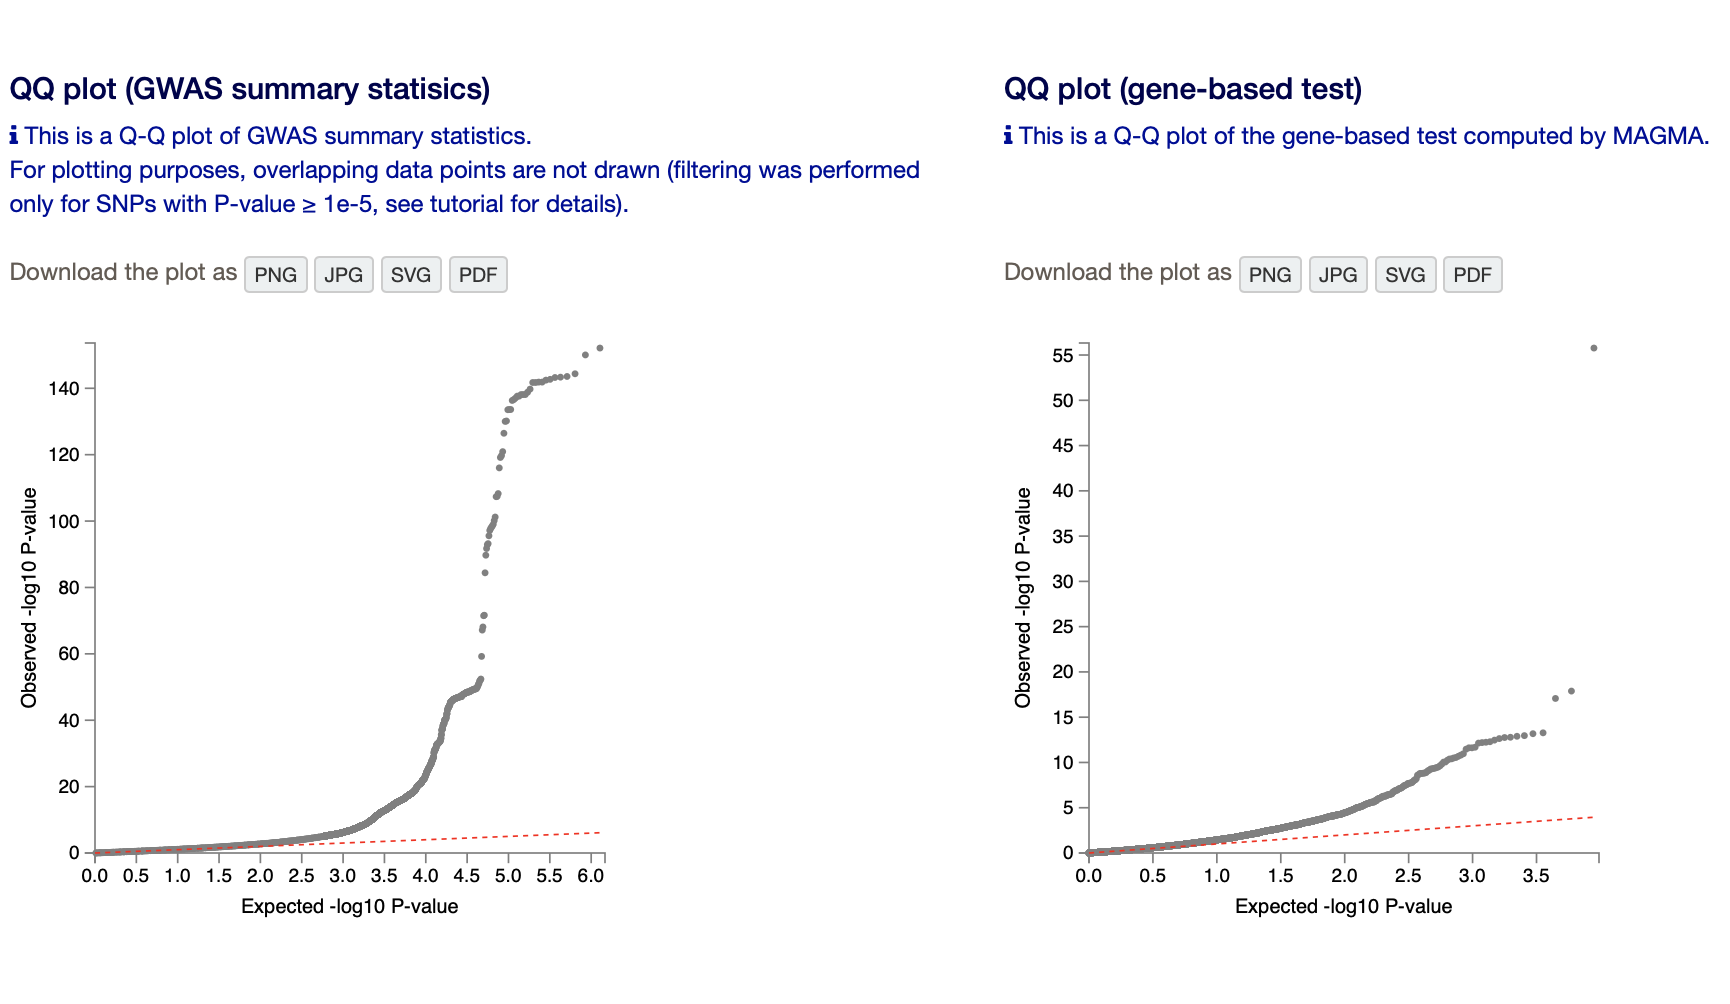 QQ plot (GWAS summary statisics)
i This is a Q-Q plot of GWAS summary statistics.
For plotting purposes, overlapping data points are not drawn (filtering was performed
only for SNPs with P-value ≥ 1e-5, see tutorial for details).
Download the plot as PNG JPG SVG PDF
140
120
100
80
60
40
20
0
Observed -log10 P-value
0.0 0.5 1.0 1.5 2.0 2.5 3.0 3.5 4.0 4.5 5.0 5.5 6.0
Expected -log10 P-value
QQ plot (gene-based test)
i This is a Q-Q plot of the gene-based test computed by MAGMA.
Download the plot as PNG JPG SVG PDF
55
50
45
40
35
30
25
20
15
10
5
0
Observed -log10 P-value
0.0 0.5 1.0 1.5 2.0 2.5 3.0 3.5
Expected -log10 P-value